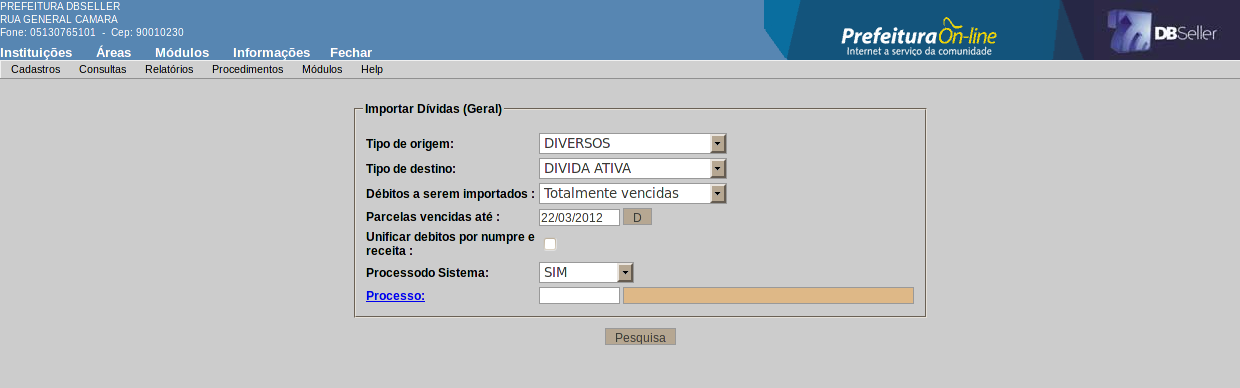 PREFEITURA DBSELLER
RUA GENERAL CAMARA
Fone: 05130765101 - Cep: 90010230
Prefeitura On-line
Internet a serviço da comunidade
DBSeller
Instituições Áreas Módulos Informações Fechar
Cadastros Consultas Relatórios Procedimentos Módulos Help
Importar Dívidas (Geral)
Tipo de origem: DIVERSOS
Tipo de destino: DIVIDA ATIVA
Débitos a serem importados : Totalmente vencidas
Parcelas vencidas até : 22/03/2012 D
Unificar debitos por numpre e
receita :
Processodo Sistema: SIM
Processo:
Pesquisa